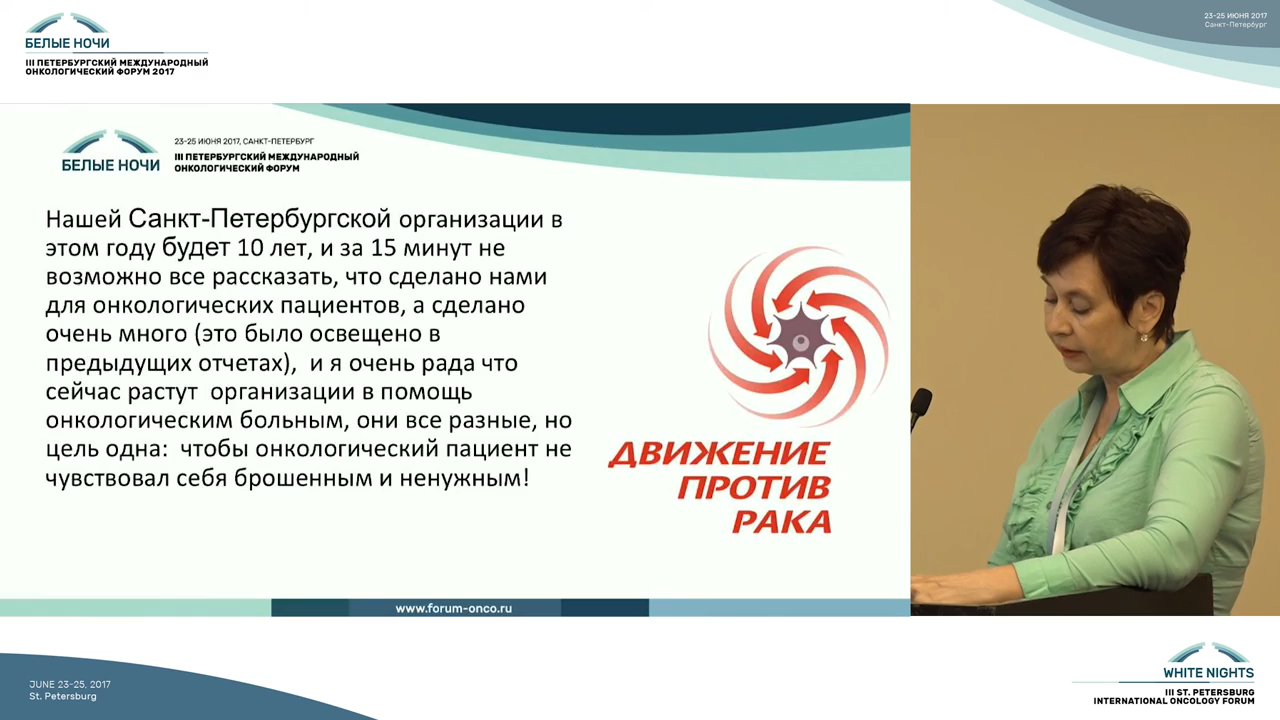 БЕЛЫЕ НОЧИ
III ПЕТЕРБУРГСКИЙ МЕЖДУНАРОДНЫЙ
ОНКОЛОГИЧЕСКИЙ ФОРУМ 2017
23-25 ИЮНЯ 2017
Санкт-Петербург
БЕЛЫЕ НОЧИ
23-25 ИЮНЯ 2017, САНКТ-ПЕТЕРБУРГ
III ПЕТЕРБУРГСКИЙ МЕЖДУНАРОДНЫЙ
ОНКОЛОГИЧЕСКИЙ ФОРУМ
Нашей Санкт-Петербургской организации в
этом году будет 10 лет, и за 15 минут не
возможно все рассказать, что сделано нами
для онкологических пациентов, а сделано
очень много (это было освещено в
предыдущих отчетах), и я очень рада что
сейчас растут организации в помощь
онкологическим больным, они все разные, но
цель одна: чтобы онкологический пациент не
чувствовал себя брошенным и ненужным!
ДВИЖЕНИЕ
ПРОТИВ
РАКА
www.forum-onco.ru
JUNE 23-25, 2017
St. Petersburg
WHITE NIGHTS
III ST. PETERSBURG
INTERNATIONAL ONCOLOGY FORUM